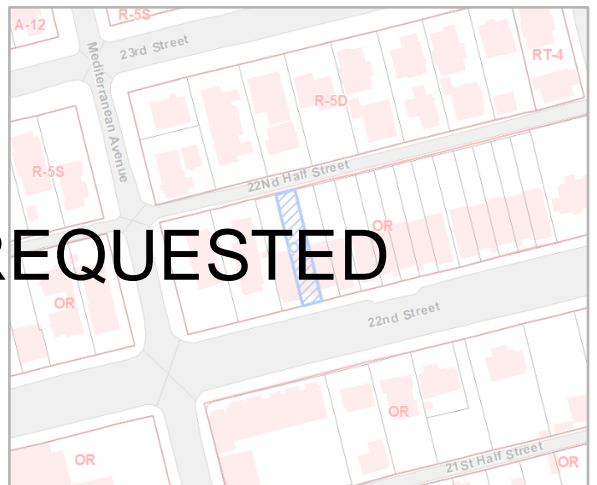 A-12
R-5S
23rd Street
RT-4
Mediterranean Avenue
R-5D
R-5S
22Nd Half Street
OR
REQUESTED
OR
22nd Street
OR
21St Half Street
OR
OR